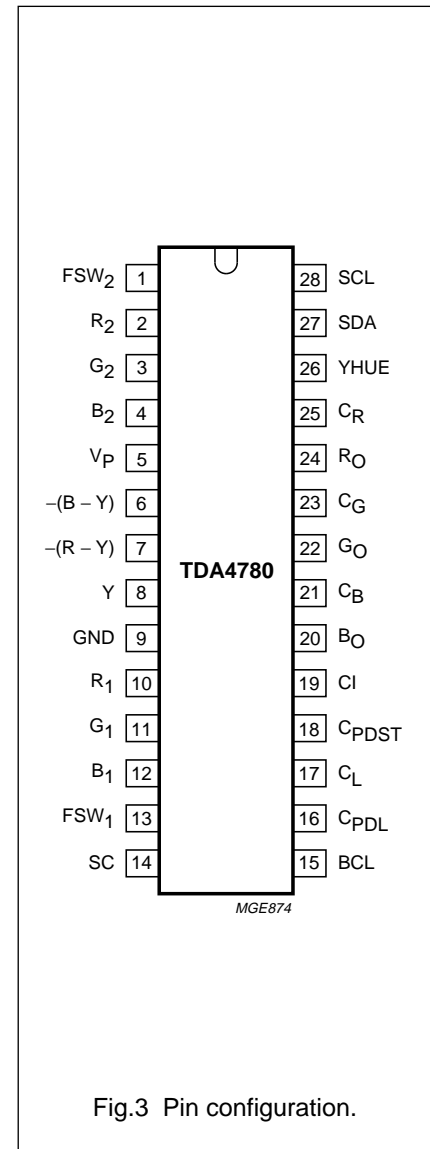 FSW2 1 28 SCL
R2 2 27 SDA
G2 3 26 YHUE
B2 4 25 CR
VP 5 24 RO
−(B − Y) 6 23 CG
−(R − Y) 7 22 GO
TDA4780
Y 8 21 CB
GND 9 20 BO
R1 10 19 CI
G1 11 18 CPDST
B1 12 17 CL
FSW1 13 16 CPDL
SC 14 15 BCL
MGE874
Fig.3 Pin configuration.